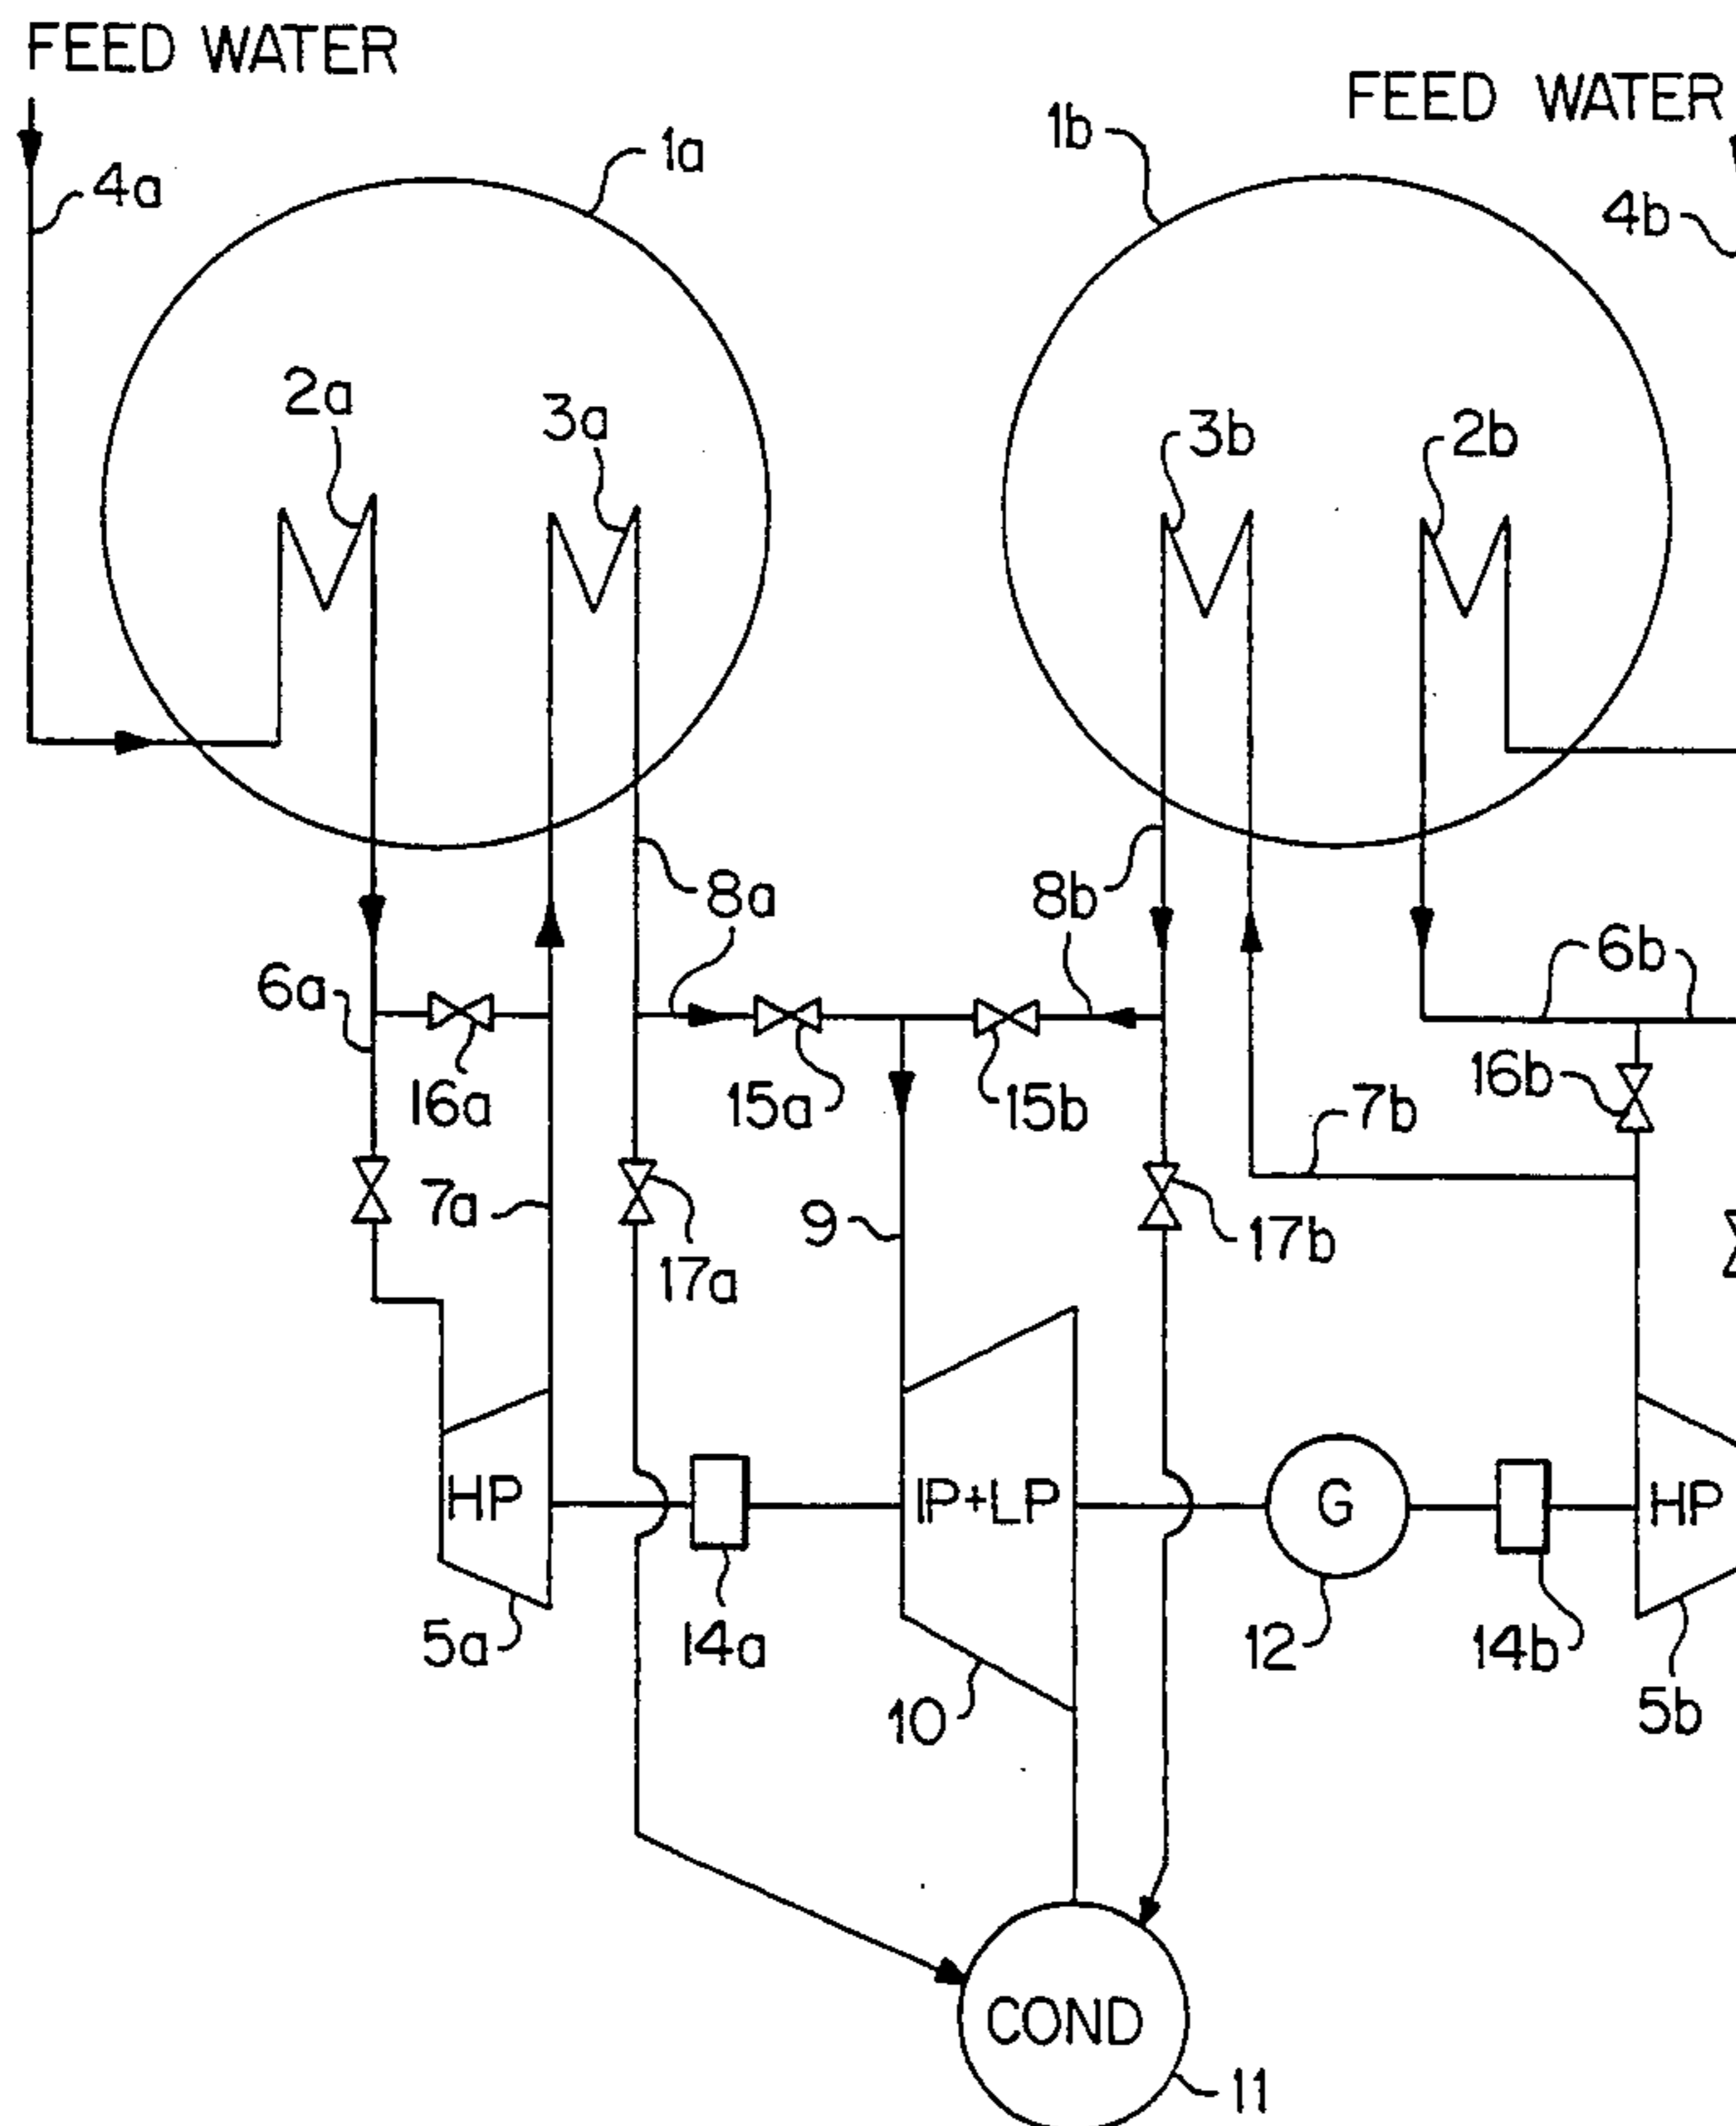 FEED WATER
FEED WATER
1a
1b
4a
4b
2a
3a
3b
2b
8a
8b
6a
6b
16a
15a
15b
16b
7b
7a
9
17b
17a
HP
IP+LP
G
HP
5a
14a
12
14b
10
5b
COND
11